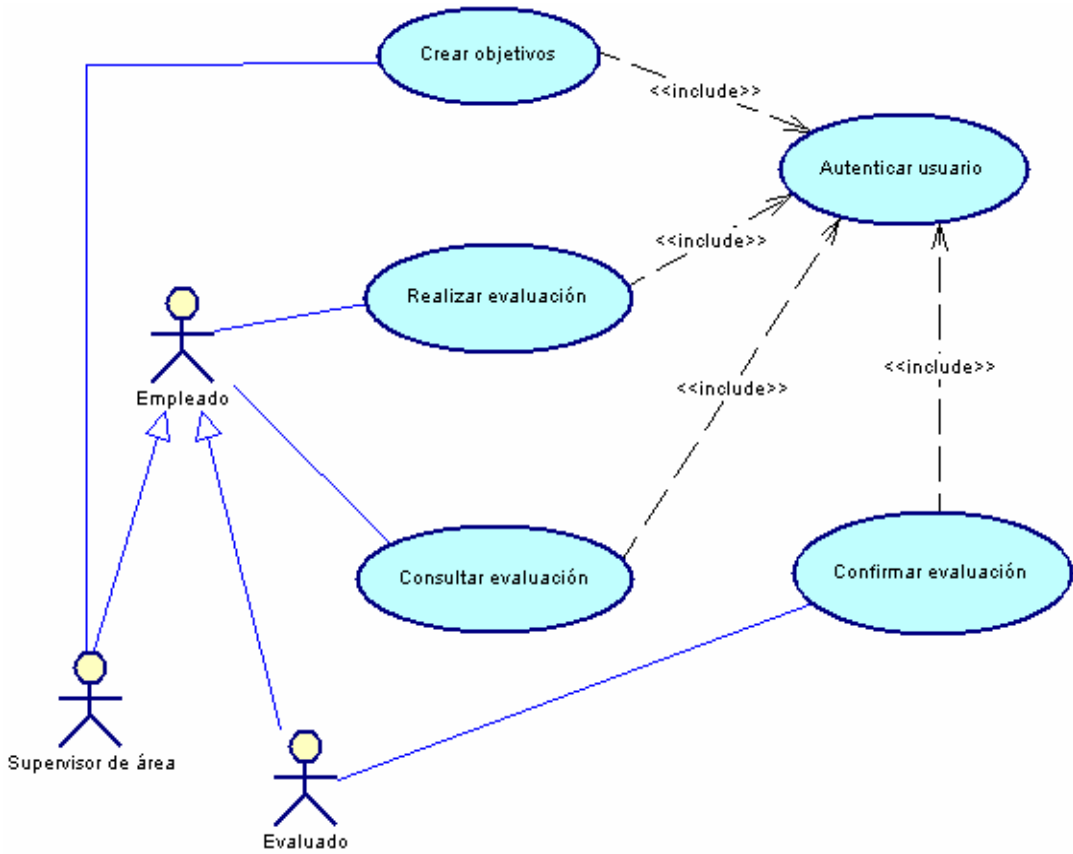 Crear objetivos
<<include>>
Autenticar usuario
<<include>>
Realizar evaluación
Empleado
<<include>>
<<include>>
Consultar evaluación
Confirmar evaluación
Supervisor de área
Evaluado